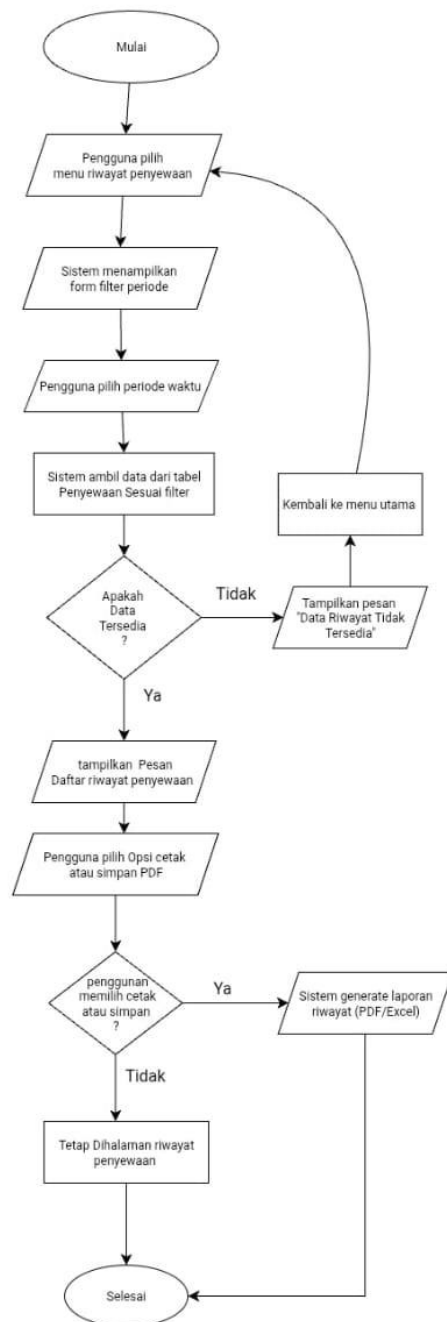 Mulai
Pengguna pilih
menu riwayat penyewaan
Sistem menampilkan
form filter periode
Pengguna pilih periode waktu
Sistem ambil data dari tabel
Penyewaan Sesuai filter
Kembali ke menu utama
Apakah
Data
Tersedia
?
Tidak
Tampilkan pesan
"Data Riwayat Tidak
Tersedia"
Ya
tampilkan Pesan
Daftar riwayat penyewaan
Pengguna pilih Opsi cetak
atau simpan PDF
penggunan
memilih cetak
atau simpan
?
Ya
Sistem generate laporan
riwayat (PDF/Excel)
Tidak
Tetap Dihalaman riwayat
penyewaan
Selesai